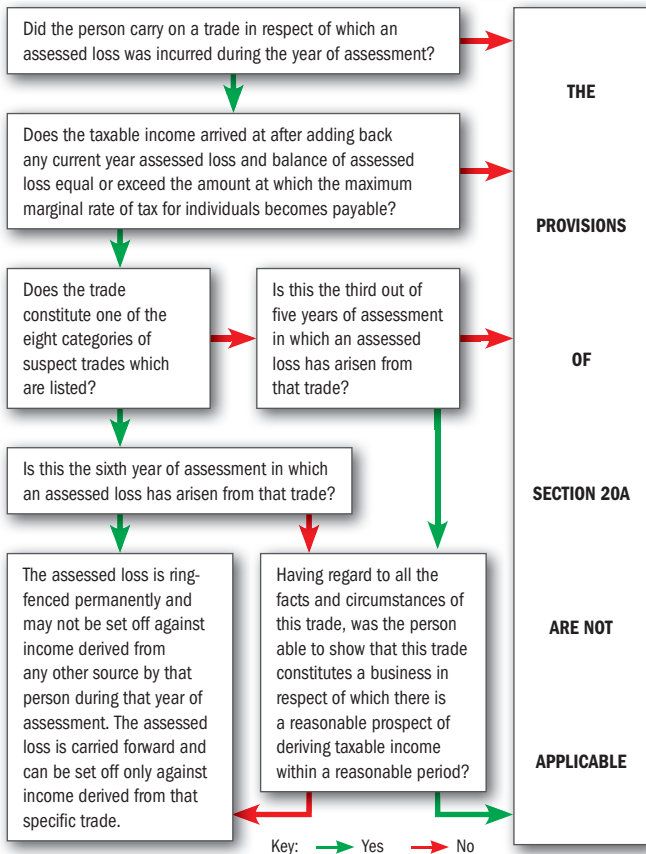 Did the person carry on a trade in respect of which an
assessed loss was incurred during the year of assessment?
Does the taxable income arrived at after adding back
any current year assessed loss and balance of assessed
loss equal or exceed the amount at which the maximum
marginal rate of tax for individuals becomes payable?
Does the trade
constitute one of the
eight categories of
suspect trades which
are listed?
Is this the third out of
five years of assessment
in which an assessed
loss has arisen from
that trade?
Is this the sixth year of assessment in which
an assessed loss has arisen from that trade?
The assessed loss is ring-
fenced permanently and
may not be set off against
income derived from
any other source by that
person during that year of
assessment. The assessed
loss is carried forward and
can be set off only against
income derived from that
specific trade.
Having regard to all the
facts and circumstances of
this trade, was the person
able to show that this trade
constitutes a business in
respect of which there is
a reasonable prospect of
deriving taxable income
within a reasonable period?
THE
PROVISIONS
OF
SECTION 20A
ARE NOT
APPLICABLE
Key: Yes No